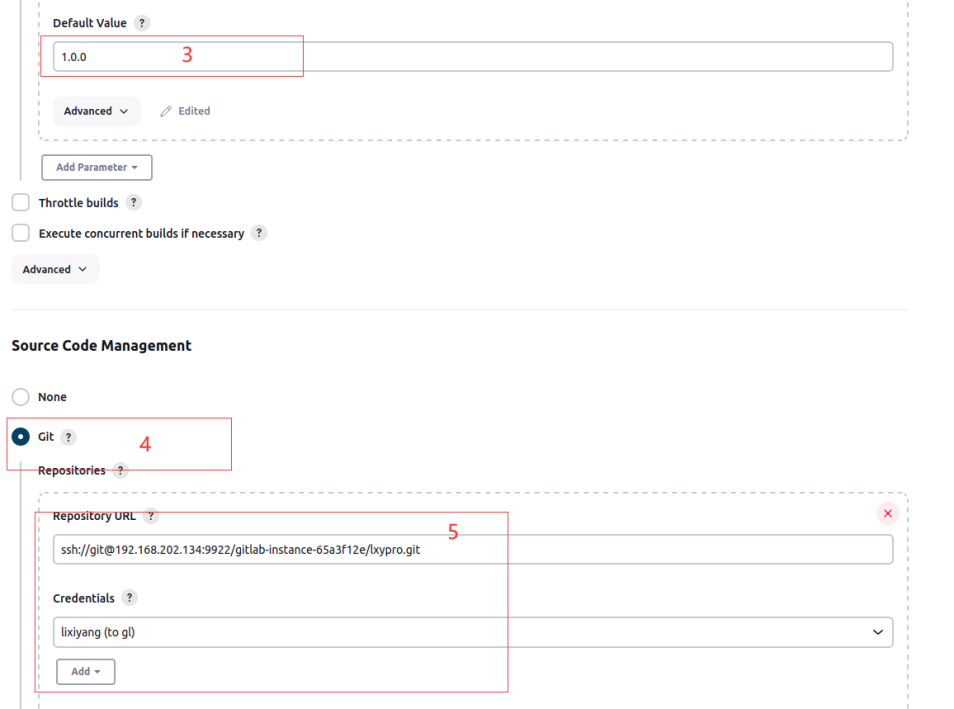 Default Value ?
1.0.0
3
Advanced
Edited
Add Parameter
Throttle builds ?
Execute concurrent builds if necessary ?
Advanced
Source Code Management
None
Git ?
4
Repositories ?
Repository URL ?
5
ssh://git@192.168.202.134:9922/gitlab-instance-65a3f12e/lxypro.git
Credentials ?
lixiyang (to gl)
Add